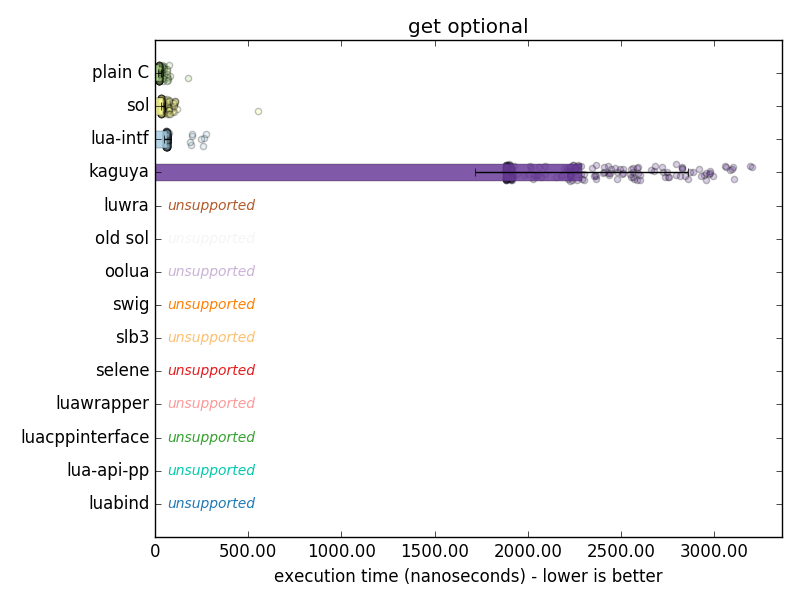 get optional
plain C
sol
lua-intf
kaguya
luwra unsupported
old sol unsupported
oolua unsupported
swig unsupported
slb3 unsupported
selene unsupported
luawrapper unsupported
luacppinterface unsupported
lua-api-pp unsupported
luabind unsupported
0 500.00 1000.00 1500.00 2000.00 2500.00 3000.00
execution time (nanoseconds) - lower is better